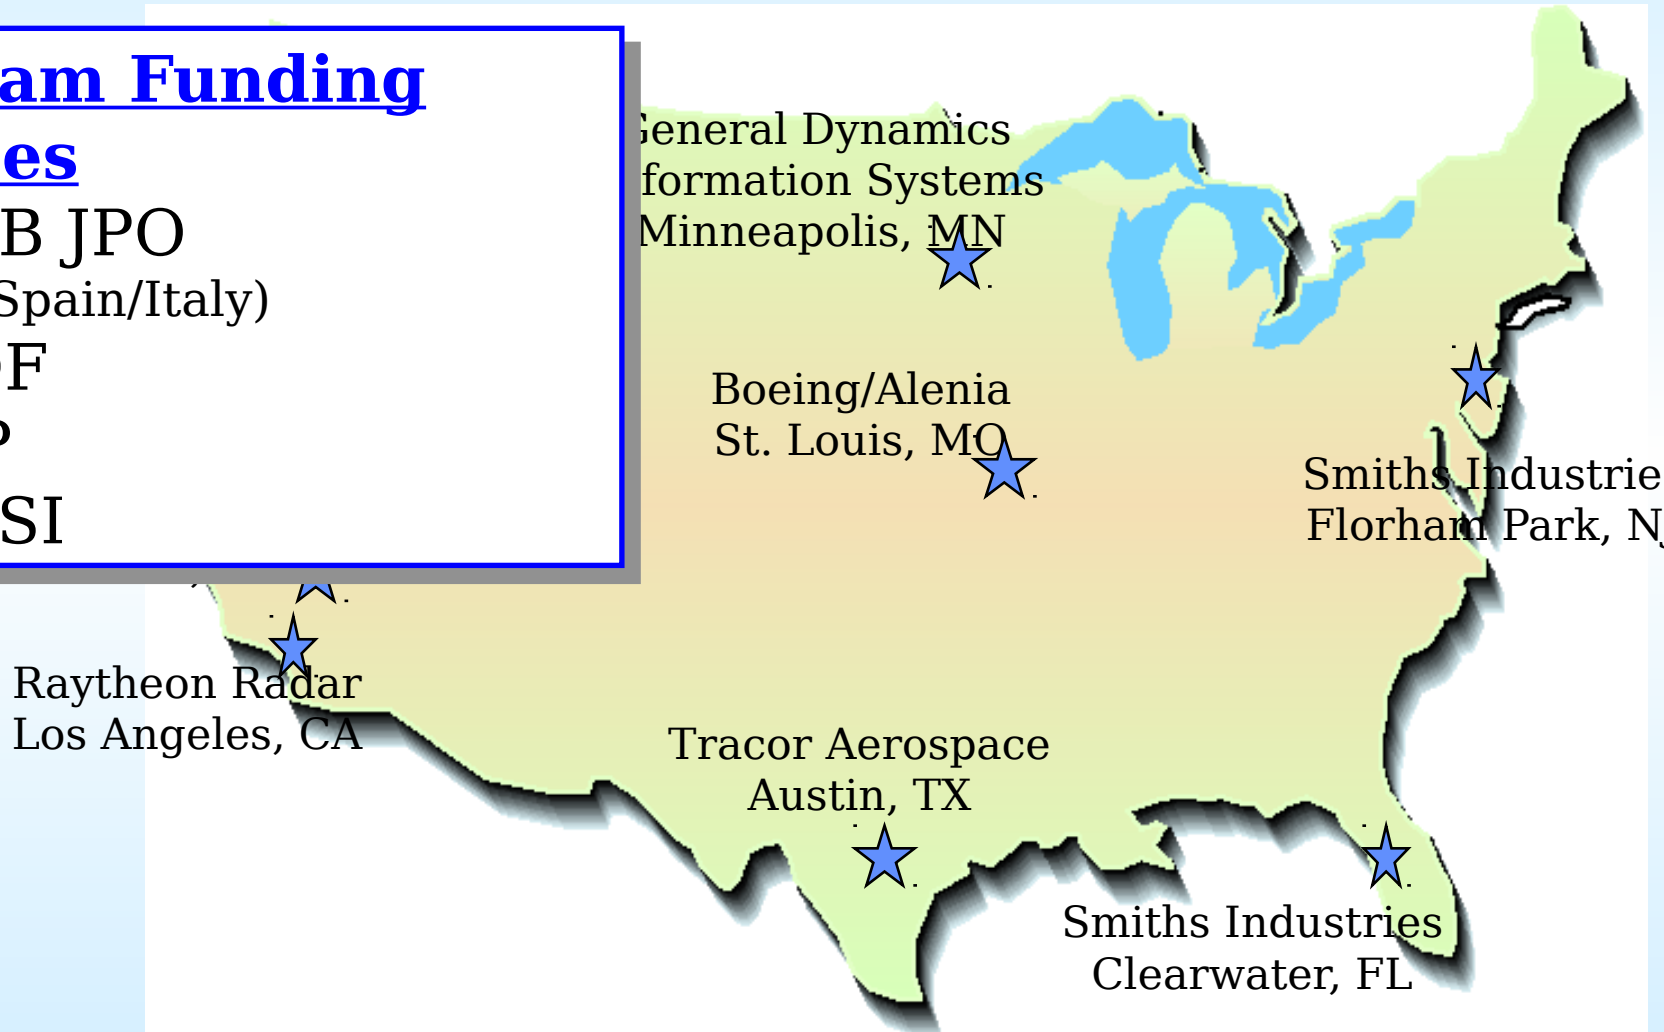 am Funding
es
B JPO
Spain/Italy)
F
SI
General Dynamics
formation Systems
Minneapolis, MN
Boeing/Alenia
St. Louis, MO
Smiths Industrie
Florham Park, NJ
Raytheon Radar
Los Angeles, CA
Tracor Aerospace
Austin, TX
Smiths Industries
Clearwater, FL